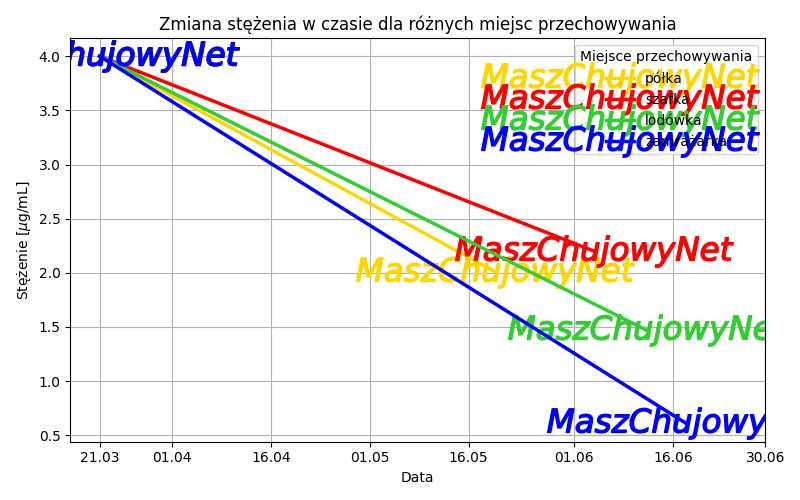 Zmiana stężenia w czasie dla różnych miejsc przechowywania
Stężenie [μg/mL]
4.0
3.5
3.0
2.5
2.0
1.5
1.0
0.5
hujowyNet
Miejsce przechowywania
MaszChujowyNet
półka
MaszChujowyNet
szafka
MaszChujowyNet
lodówka
MaszChujowyNet
zamrażarka
MaszChujowyNet
MaszChujowyNet
MaszChujowyNe
MaszChujowy
21.03
01.04
16.04
01.05
16.05
01.06
16.06
30.06
Data